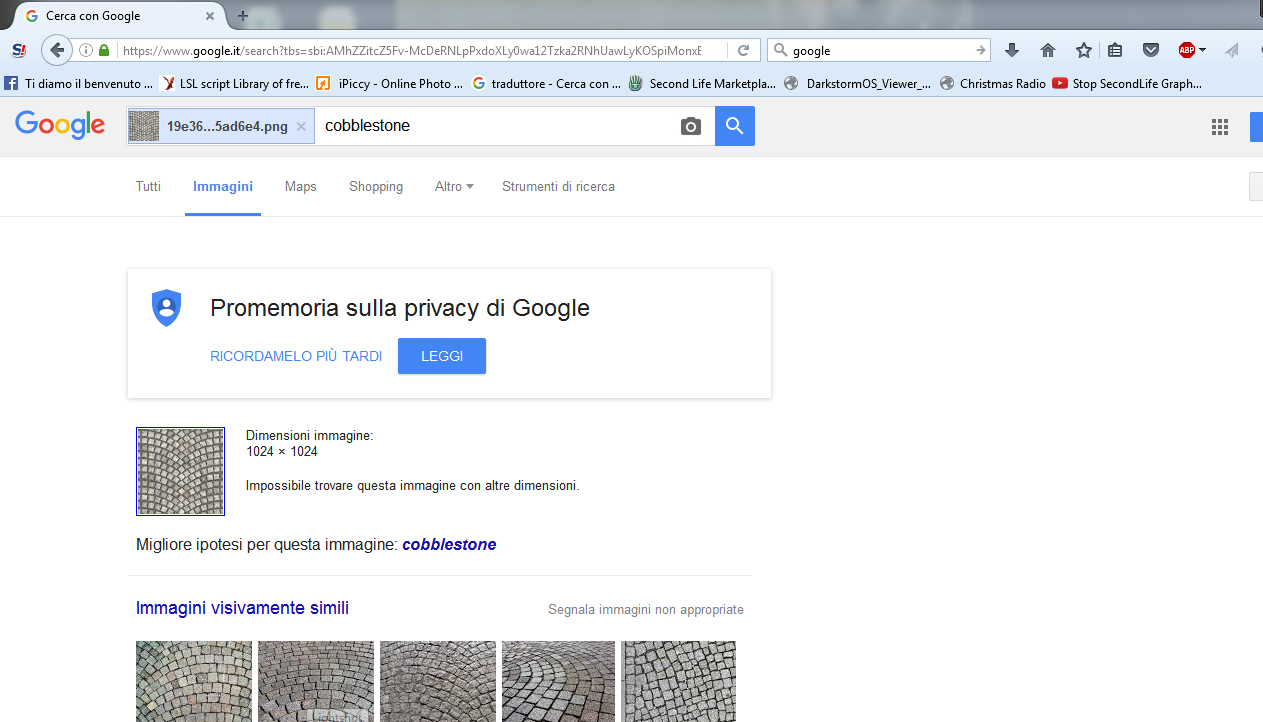 Cerca con Google
https://www.google.it/search?tbs=sbi:AMhZZitcZ5Fv-McDeRNLpPxdoXLy0wa12Tzka2RNhUawLyKOSpiMonxE
google
ABP
Ti diamo il benvenuto ... LSL script Library of fre... iPiccy - Online Photo ... traduttore - Cerca con ... Second Life Marketpla... DarkstormOS_Viewer_... Christmas Radio Stop SecondLife Graph...
Google 19e36...5ad6e4.png cobblestone
Tutti Immagini Maps Shopping Altro Strumenti di ricerca
Promemoria sulla privacy di Google
RICORDAMELO PIÙ TARDI LEGGI
Dimensioni immagine:
1024 × 1024
Impossibile trovare questa immagine con altre dimensioni.
Migliore ipotesi per questa immagine: cobblestone
Immagini visivamente simili Segnala immagini non appropriate
Lightshot